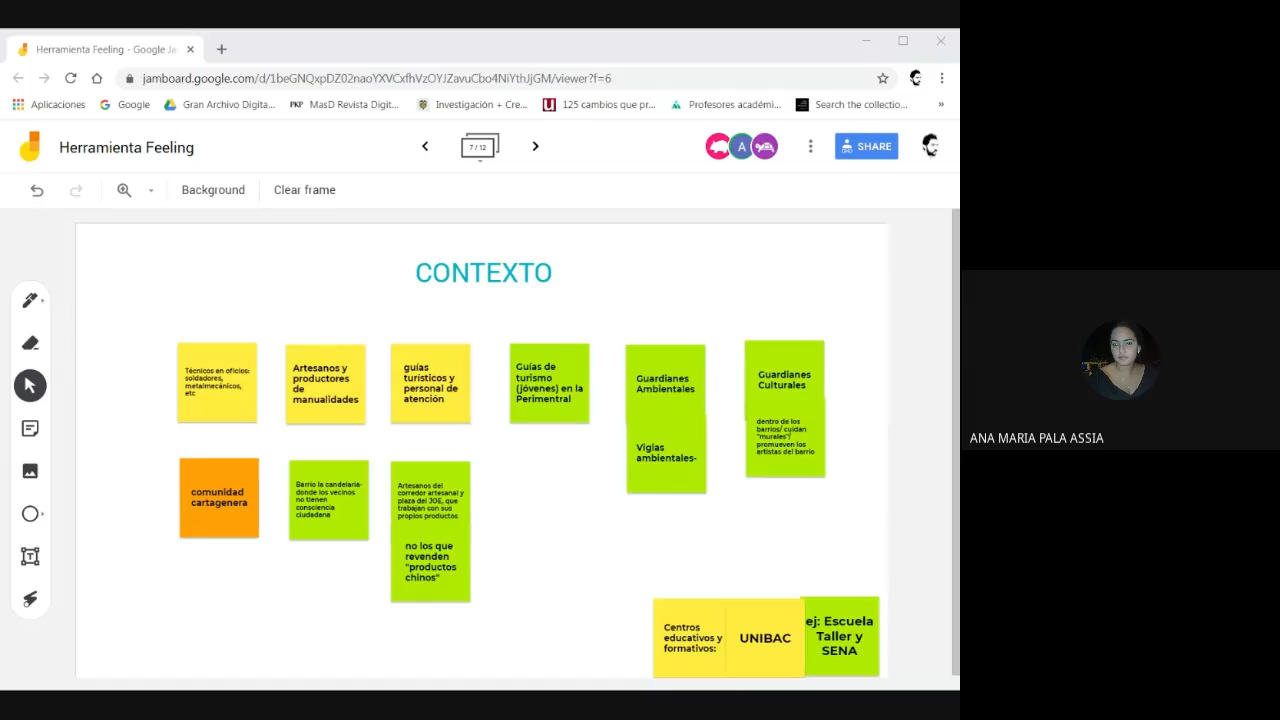 Herramienta Feeling - Google Ja
jamboard.google.com/d/1beGNQxpDZ02naoYXVCxfhVzOYJZavuCbo4NiYthJjGM/viewer?f=6
Aplicaciones
Google
Gran Archivo Digita...
PKP MasD Revista Digit...
Investigación + Cre...
125 cambios que pr...
Professores académi...
Search the collectio...
»
Herramienta Feeling
7 / 12
A
SHARE
Background
Clear frame
CONTEXTO
Técnicos en oficios:
soldadores,
metalmecánicos,
etc
Artesanos y
productores
de
manualidades
guías
turísticos y
personal de
atención
Guías de
turismo
(jóvenes) en la
Perimentral
Guardianes
Ambientales
Vigías
ambientales-
Guardianes
Culturales
dentro de los
barrios/ cuidan
"murales"/
promueven los
artistas del barrio
comunidad
cartagenera
Barrio la candelaria-
donde los vecinos
no tienen
consciencia
ciudadana
Artesanos del
corredor artesanal y
plaza del JOE, que
trabajan con sus
propios productos
no los que
revenden
"productos
chinos"
Centros
educativos y
formativos:
UNIBAC
ej: Escuela
Taller y
SENA
ANA MARIA PALA ASSIA